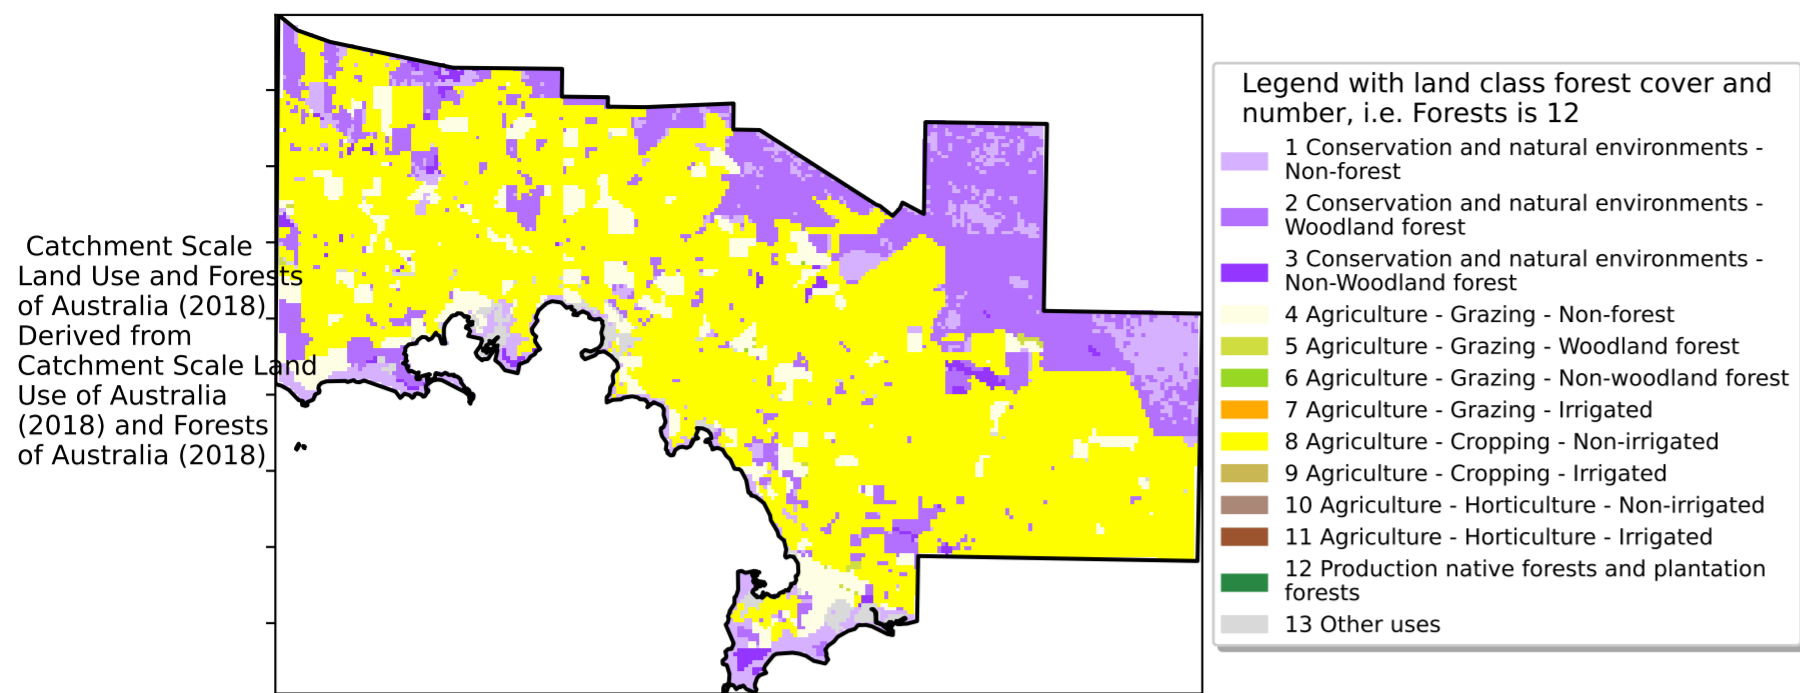 Catchment Scale
Land Use and Forests
of Australia (2018)
Derived from
Catchment Scale Land
Use of Australia
(2018) and Forests
of Australia (2018)
Legend with land class forest cover and
number, i.e. Forests is 12
1 Conservation and natural environments -
Non-forest
2 Conservation and natural environments -
Woodland forest
3 Conservation and natural environments -
Non-Woodland forest
4 Agriculture - Grazing - Non-forest
5 Agriculture - Grazing - Woodland forest
6 Agriculture - Grazing - Non-woodland forest
7 Agriculture - Grazing - Irrigated
8 Agriculture - Cropping - Non-irrigated
9 Agriculture - Cropping - Irrigated
10 Agriculture - Horticulture - Non-irrigated
11 Agriculture - Horticulture - Irrigated
12 Production native forests and plantation
forests
13 Other uses